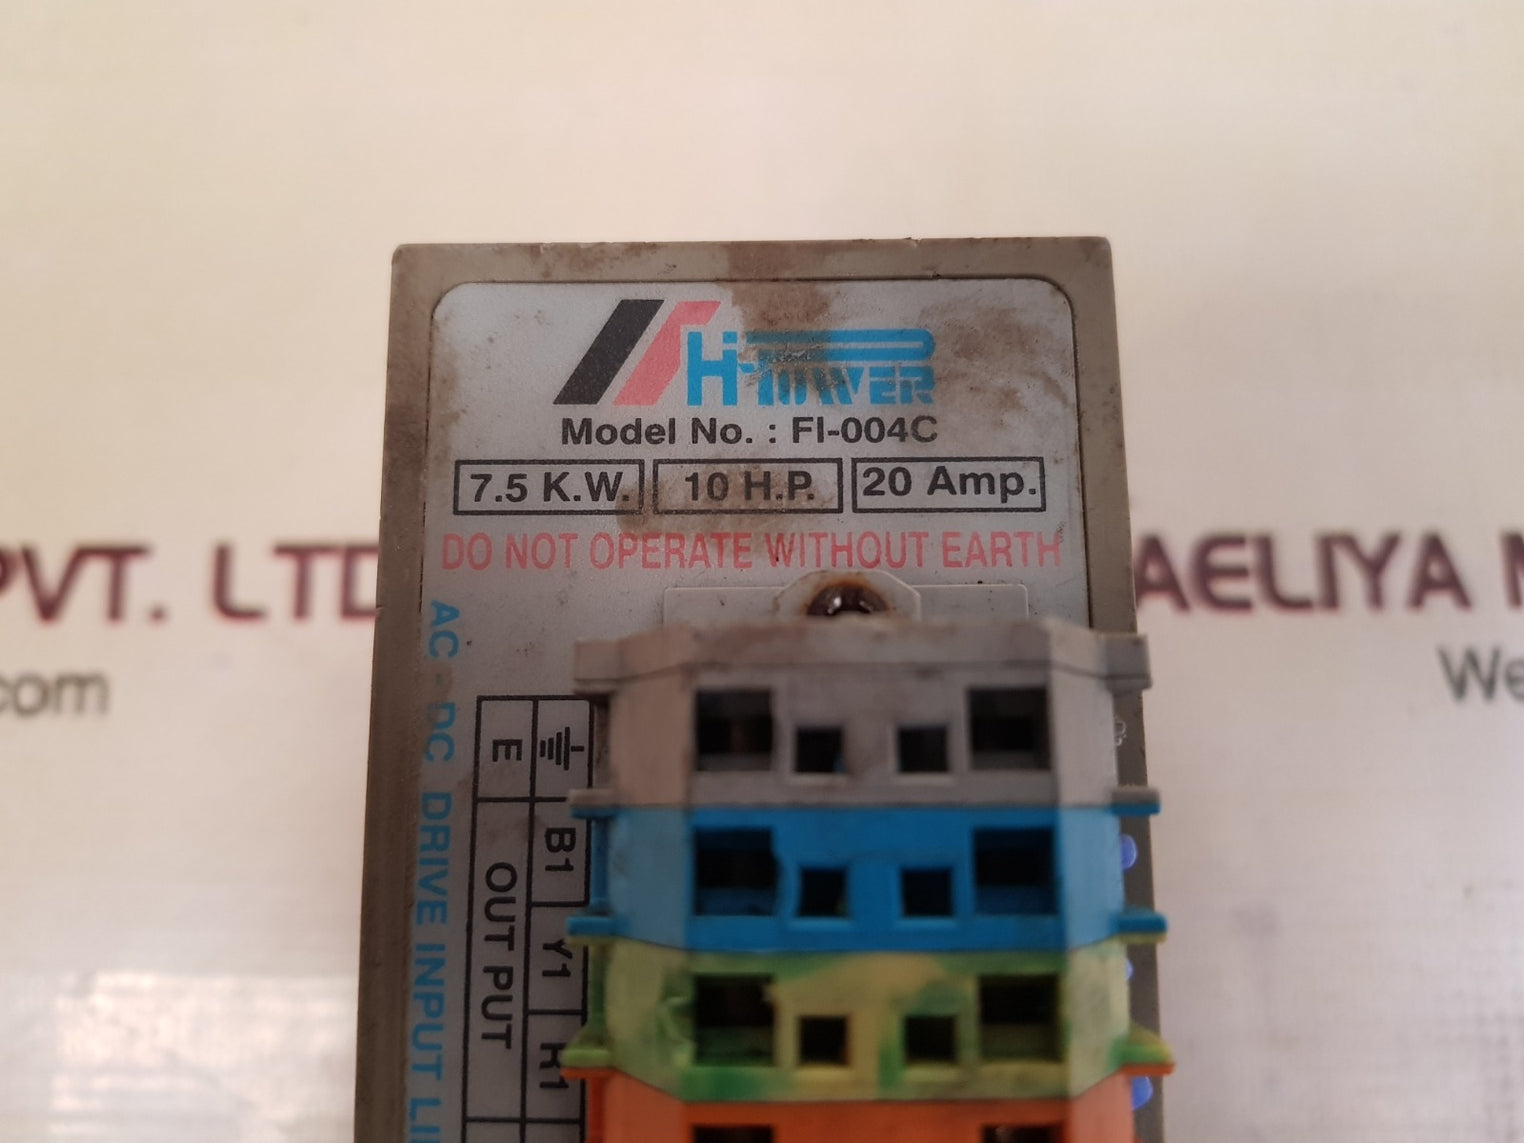 Hi POWER
Model No. : FI-004C
7.5 K.W. 10 H.P. 20 Amp.
DO NOT OPERATE WITHOUT EARTH
AC - DC DRIVE INPUT
E
OUT PUT
B1
Y1
R1
PVT. LTD
AELIYA
com
We